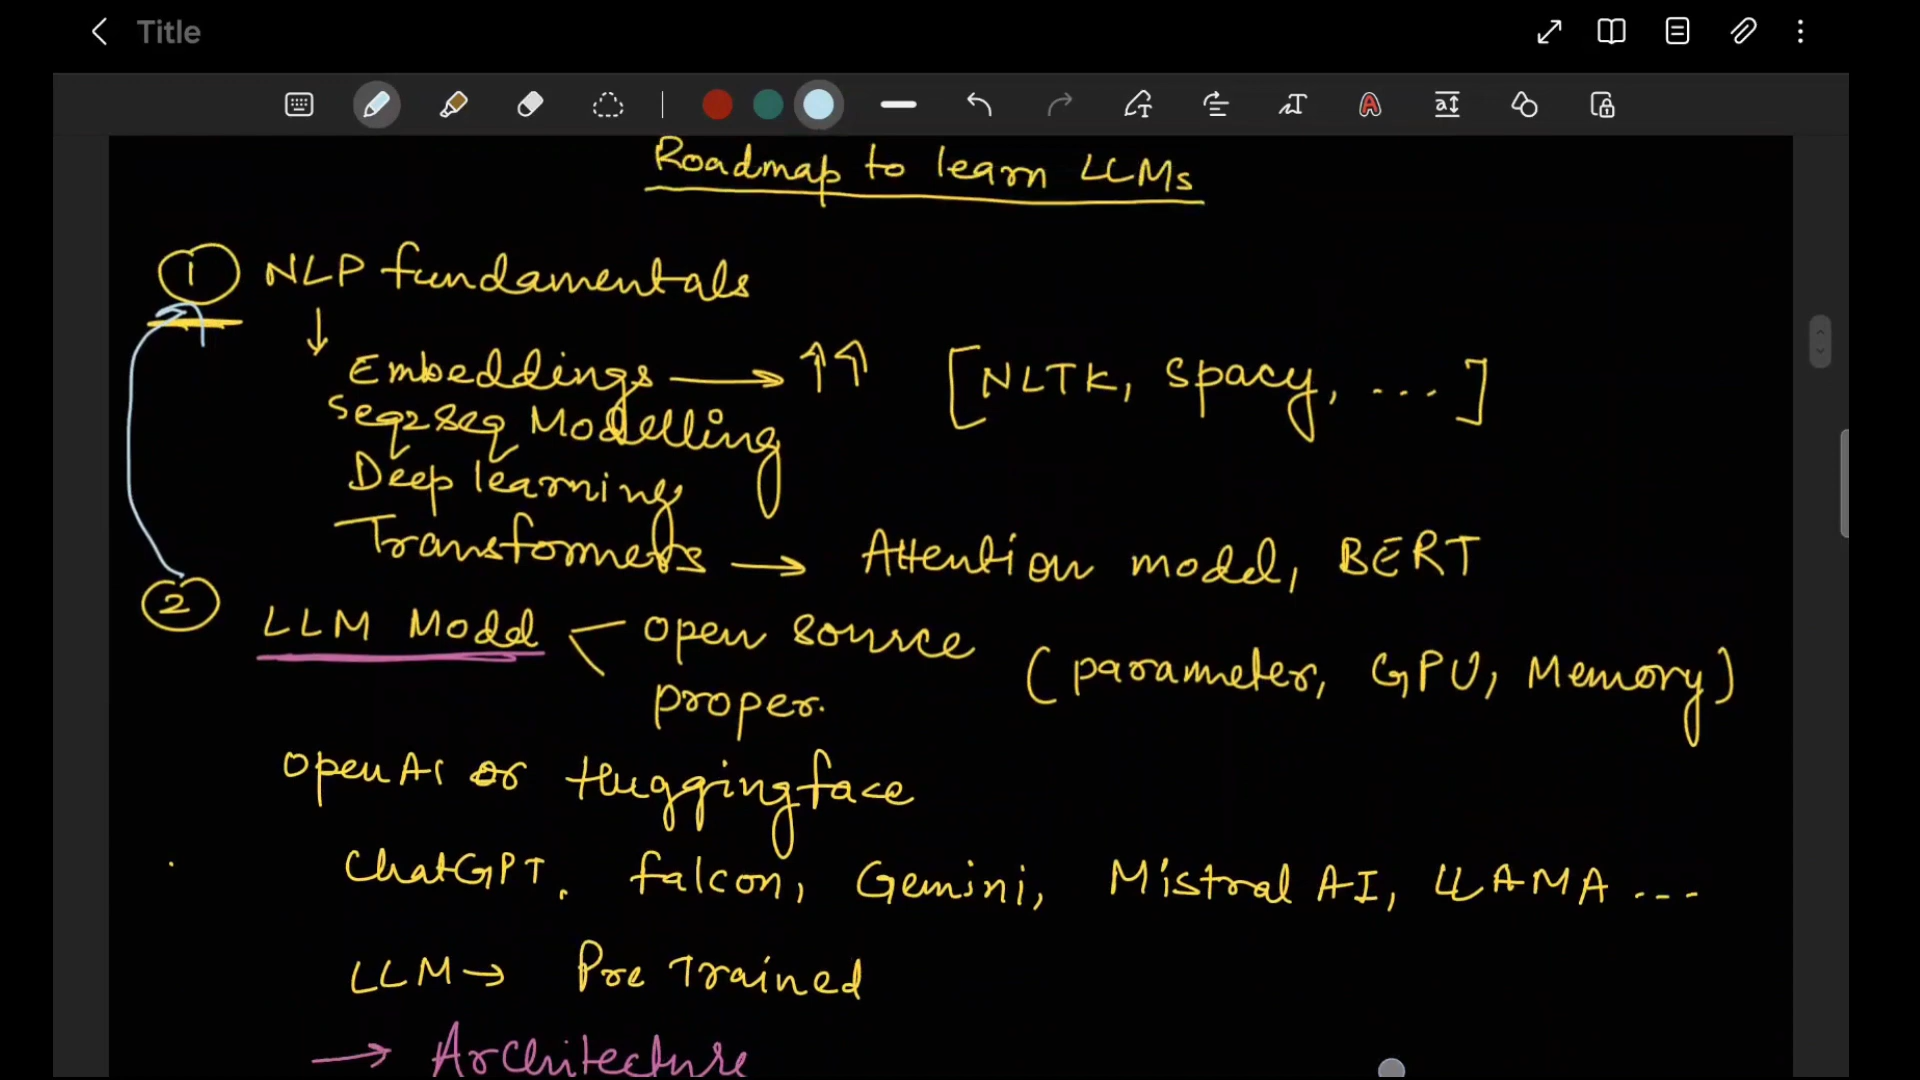 Title
Roadmap to learn LLMs
1 NLP fundamentals
Embeddings → ↑↑ [NLTK, Spacy, ....]
Seq2Seq Modelling
Deep learning
Transformers → Attention model, BERT
2 LLM Model < open source (parameter, GPU, Memory)
proper.
OpenAI or Huggingface
ChatGPT, falcon, Gemini, Mistral AI, LLAMA ---
LLM → Pre Trained
→ Architecture